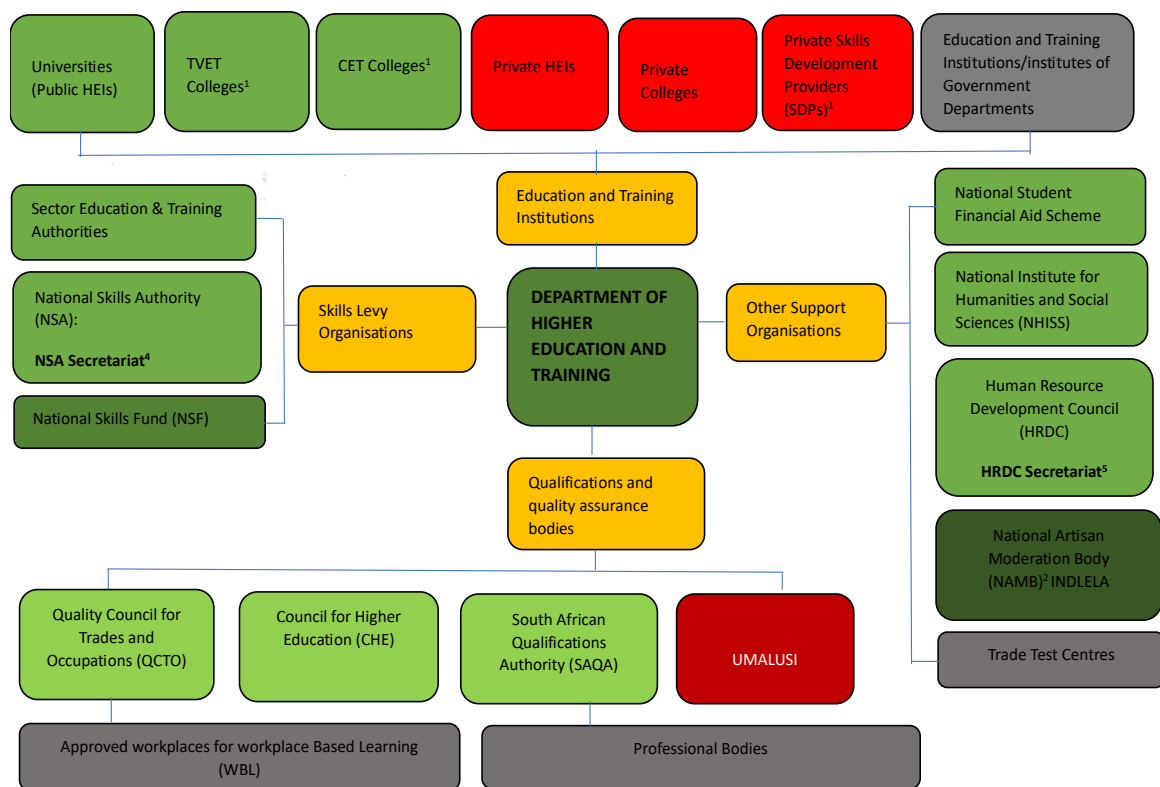 Universities
(Public HEIs)
TVET
Colleges¹
CET Colleges¹
Private HEIs
Private
Colleges
Private Skills
Development
Providers
(SDPs)¹
Education and Training
Institutions/institutes of
Government
Departments
Education and Training
Institutions
Sector Education & Training
Authorities
National Skills Authority
(NSA):
NSA Secretariat⁴
National Skills Fund (NSF)
Skills Levy
Organisations
DEPARTMENT OF
HIGHER
EDUCATION AND
TRAINING
Other Support
Organisations
National Student
Financial Aid Scheme
National Institute for
Humanities and Social
Sciences (NHISS)
Human Resource
Development Council
(HRDC)
HRDC Secretariat⁵
National Artisan
Moderation Body
(NAMB)² INDLELA
Trade Test Centres
Qualifications and
quality assurance
bodies
Quality Council for
Trades and
Occupations (QCTO)
Council for Higher
Education (CHE)
South African
Qualifications
Authority (SAQA)
UMALUSI
Approved workplaces for workplace Based Learning
(WBL)
Professional Bodies